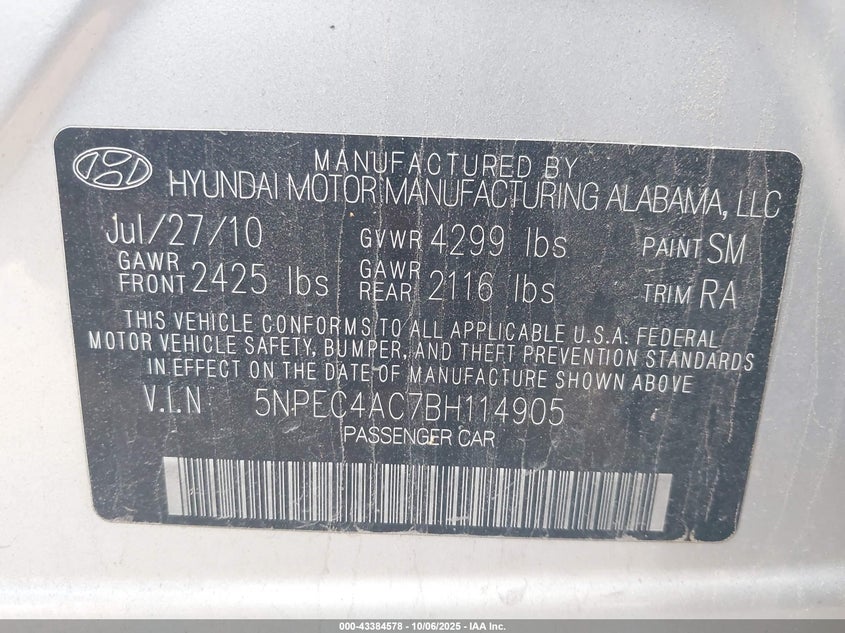 MANUFACTURED BY
HYUNDAI MOTOR MANUFACTURING ALABAMA, LLC
Jul/27/10 GVWR 4299 lbs PAINT SM
GAWR FRONT 2425 lbs GAWR REAR 2116 lbs TRIM RA
THIS VEHICLE CONFORMS TO ALL APPLICABLE U.S.A. FEDERAL
MOTOR VEHICLE SAFETY, BUMPER, AND THEFT PREVENTION STANDARDS
IN EFFECT ON THE DATE OF MANUFACTURE SHOWN ABOVE
V.I.N 5NPEC4AC7BH114905
PASSENGER CAR
000-43384578 - 10/06/2025 - IAA Inc.